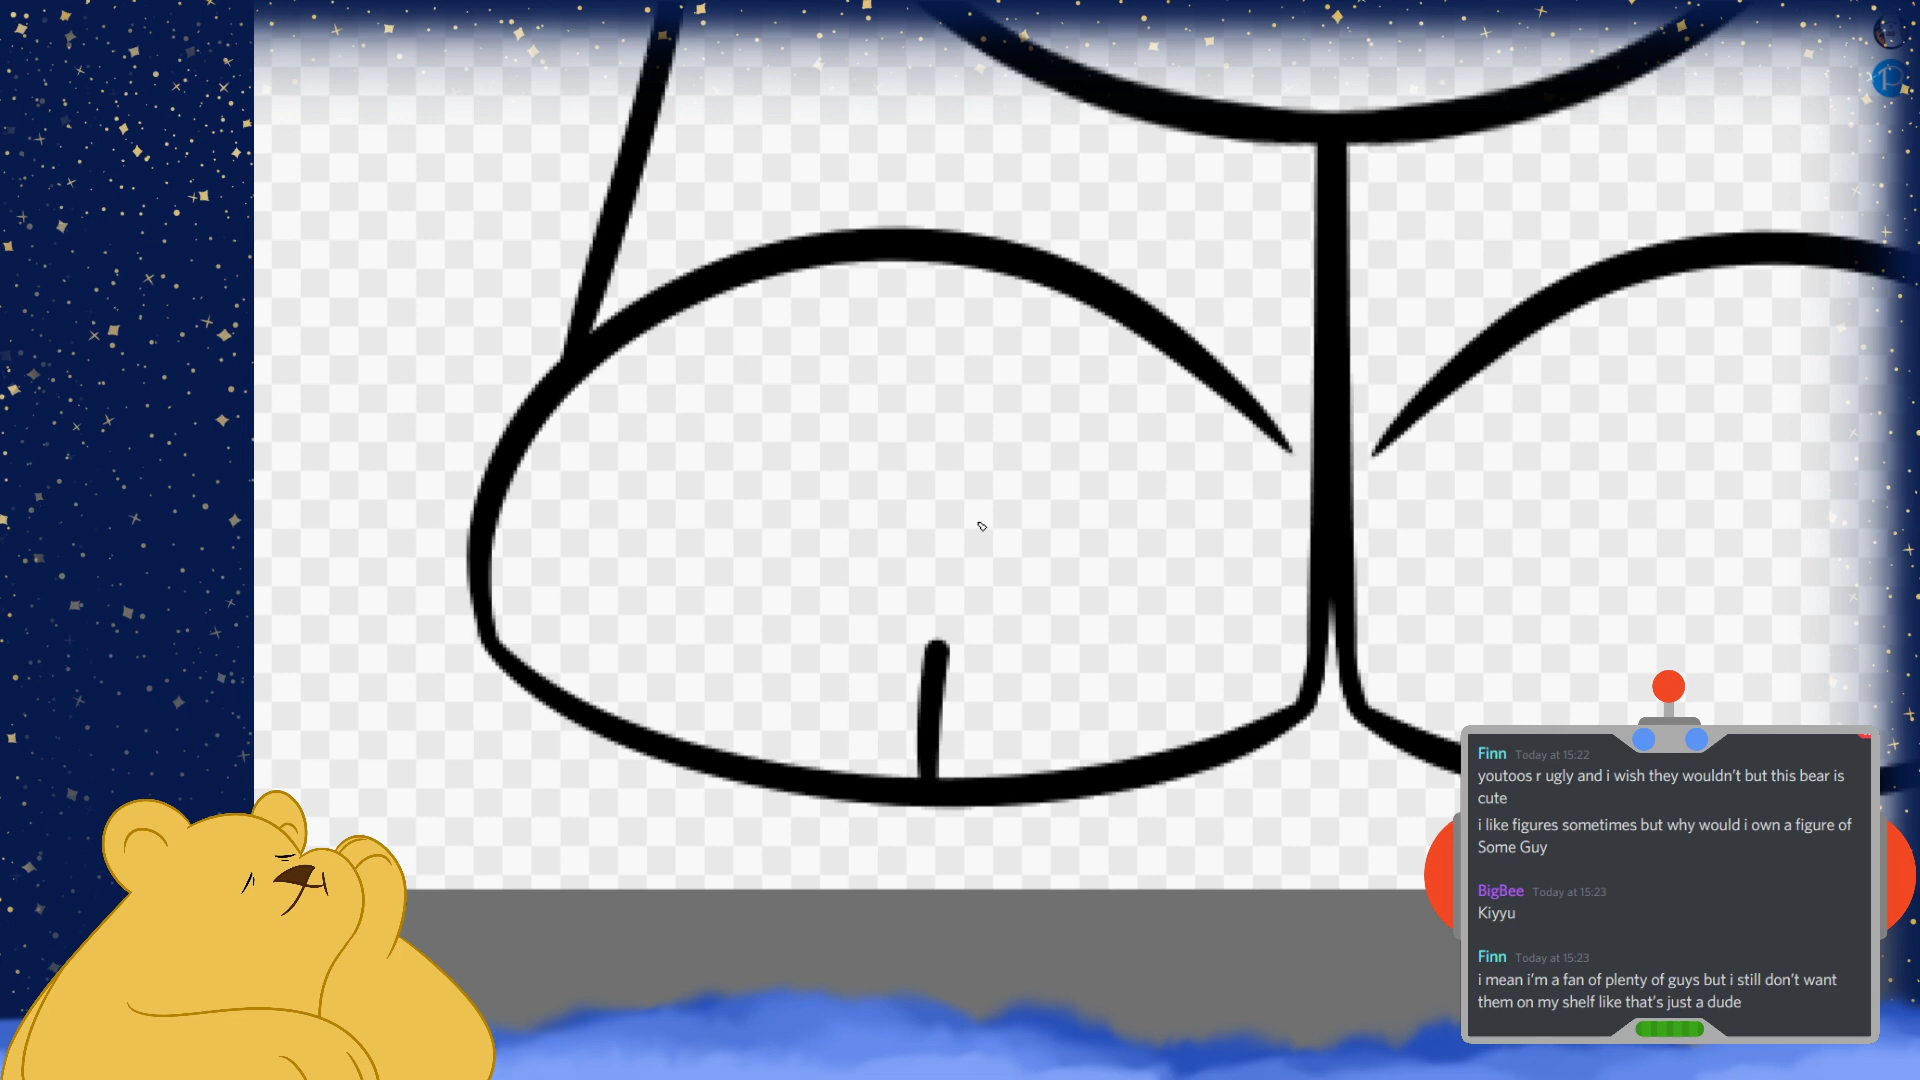 Finn Today at 15:22
youtoos r ugly and i wish they wouldn't but this bear is
cute
i like figures sometimes but why would i own a figure of
Some Guy
BigBee Today at 15:23
Kiyyu
Finn Today at 15:23
i mean i'm a fan of plenty of guys but i still don't want
them on my shelf like that's just a dude